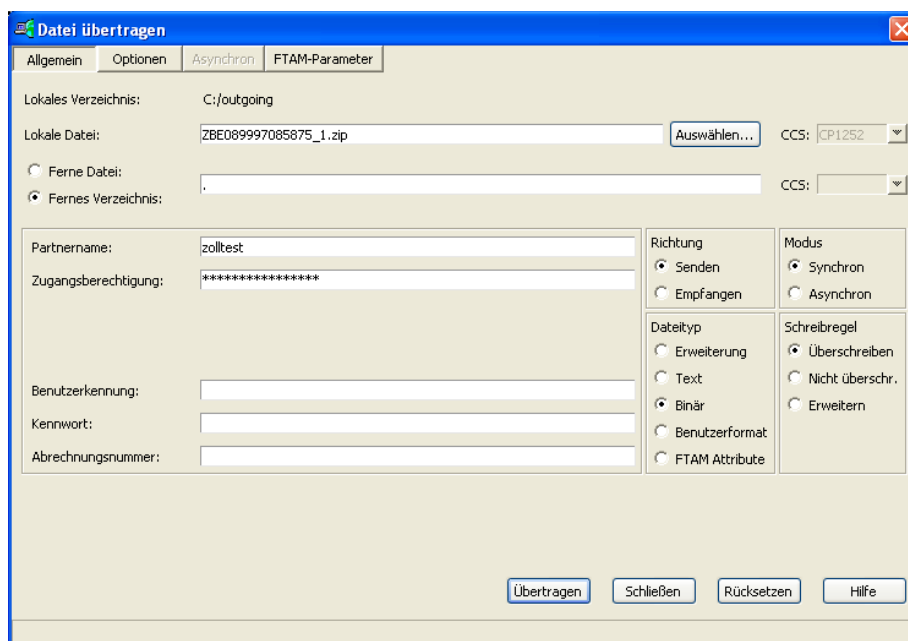 Datei übertragen
Allgemein Optionen Asynchron FTAM-Parameter
Lokales Verzeichnis: C:/outgoing
Lokale Datei: ZBE089997085875_1.zip Auswählen... CCS: CP1252
Ferne Datei:
Fernes Verzeichnis: . CCS:
Partnername: zolltest
Zugangsberechtigung: ****************
Benutzerkennung:
Kennwort:
Abrechnungsnummer:
Richtung
Senden
Empfangen
Modus
Synchron
Asynchron
Dateityp
Erweiterung
Text
Binär
Benutzerformat
FTAM Attribute
Schreibregel
Überschreiben
Nicht überschr.
Erweitern
Übertragen Schließen Rücksetzen Hilfe